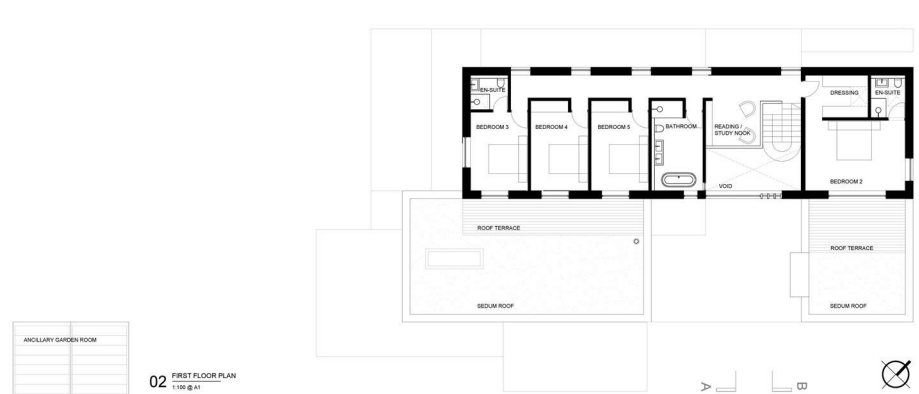 EN-SUITE
DRESSING
EN-SUITE
BEDROOM 3
BEDROOM 4
BEDROOM 5
BATHROOM
READING /
STUDY NOOK
BEDROOM 2
VOID
ROOF TERRACE
ROOF TERRACE
SEDUM ROOF
SEDUM ROOF
ANCILLARY GARDEN ROOM
02
FIRST FLOOR PLAN
1:100 @ A1
A
B